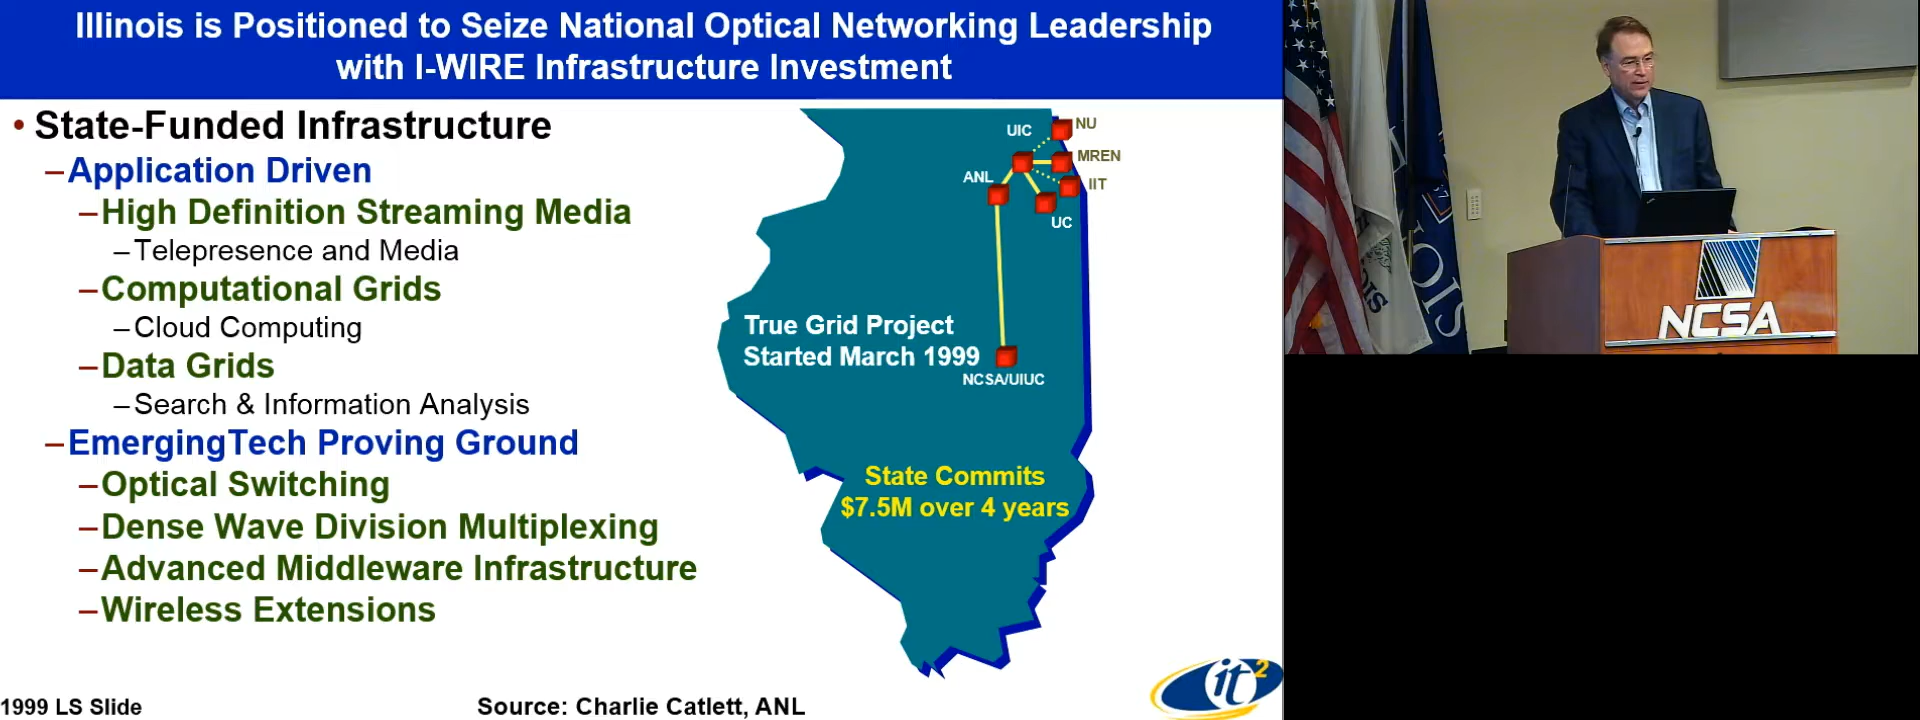 Illinois is Positioned to Seize National Optical Networking Leadership
with I-WIRE Infrastructure Investment
• State-Funded Infrastructure
–Application Driven
–High Definition Streaming Media
–Telepresence and Media
–Computational Grids
–Cloud Computing
–Data Grids
–Search & Information Analysis
–EmergingTech Proving Ground
–Optical Switching
–Dense Wave Division Multiplexing
–Advanced Middleware Infrastructure
–Wireless Extensions
UIC
NU
MREN
ANL
IIT
UC
True Grid Project
Started March 1999
NCSA/UIUC
State Commits
$7.5M over 4 years
1999 LS Slide
Source: Charlie Catlett, ANL
it2
NCSA